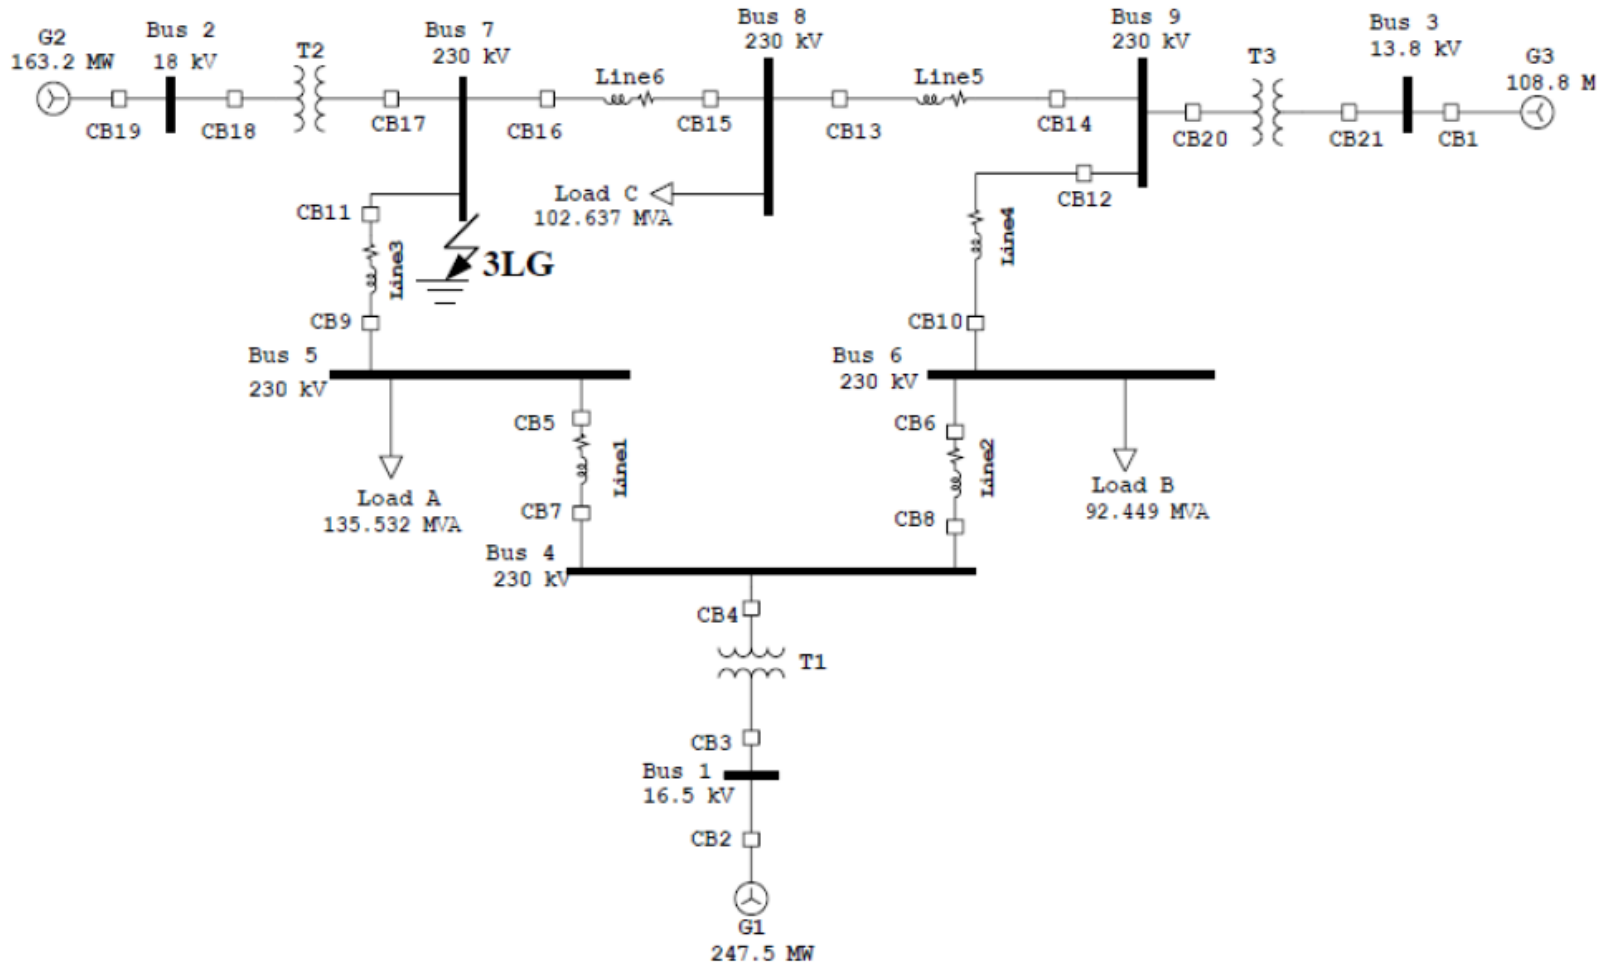 G2
163.2 MW
Bus 2
18 kV
T2
Bus 7
230 kV
Bus 8
230 kV
Bus 9
230 kV
T3
Bus 3
13.8 kV
G3
108.8 M
Line6
Line5
CB19
CB18
CB17
CB16
CB15
CB13
CB14
CB20
CB21
CB1
CB11
Line3
3LG
Load C
102.637 MVA
CB12
Line4
CB9
CB10
Bus 5
230 kV
Bus 6
230 kV
CB5
Line1
CB6
Line2
Load A
135.532 MVA
CB7
Load B
92.449 MVA
CB8
Bus 4
230 kV
CB4
T1
CB3
Bus 1
16.5 kV
CB2
G1
247.5 MW